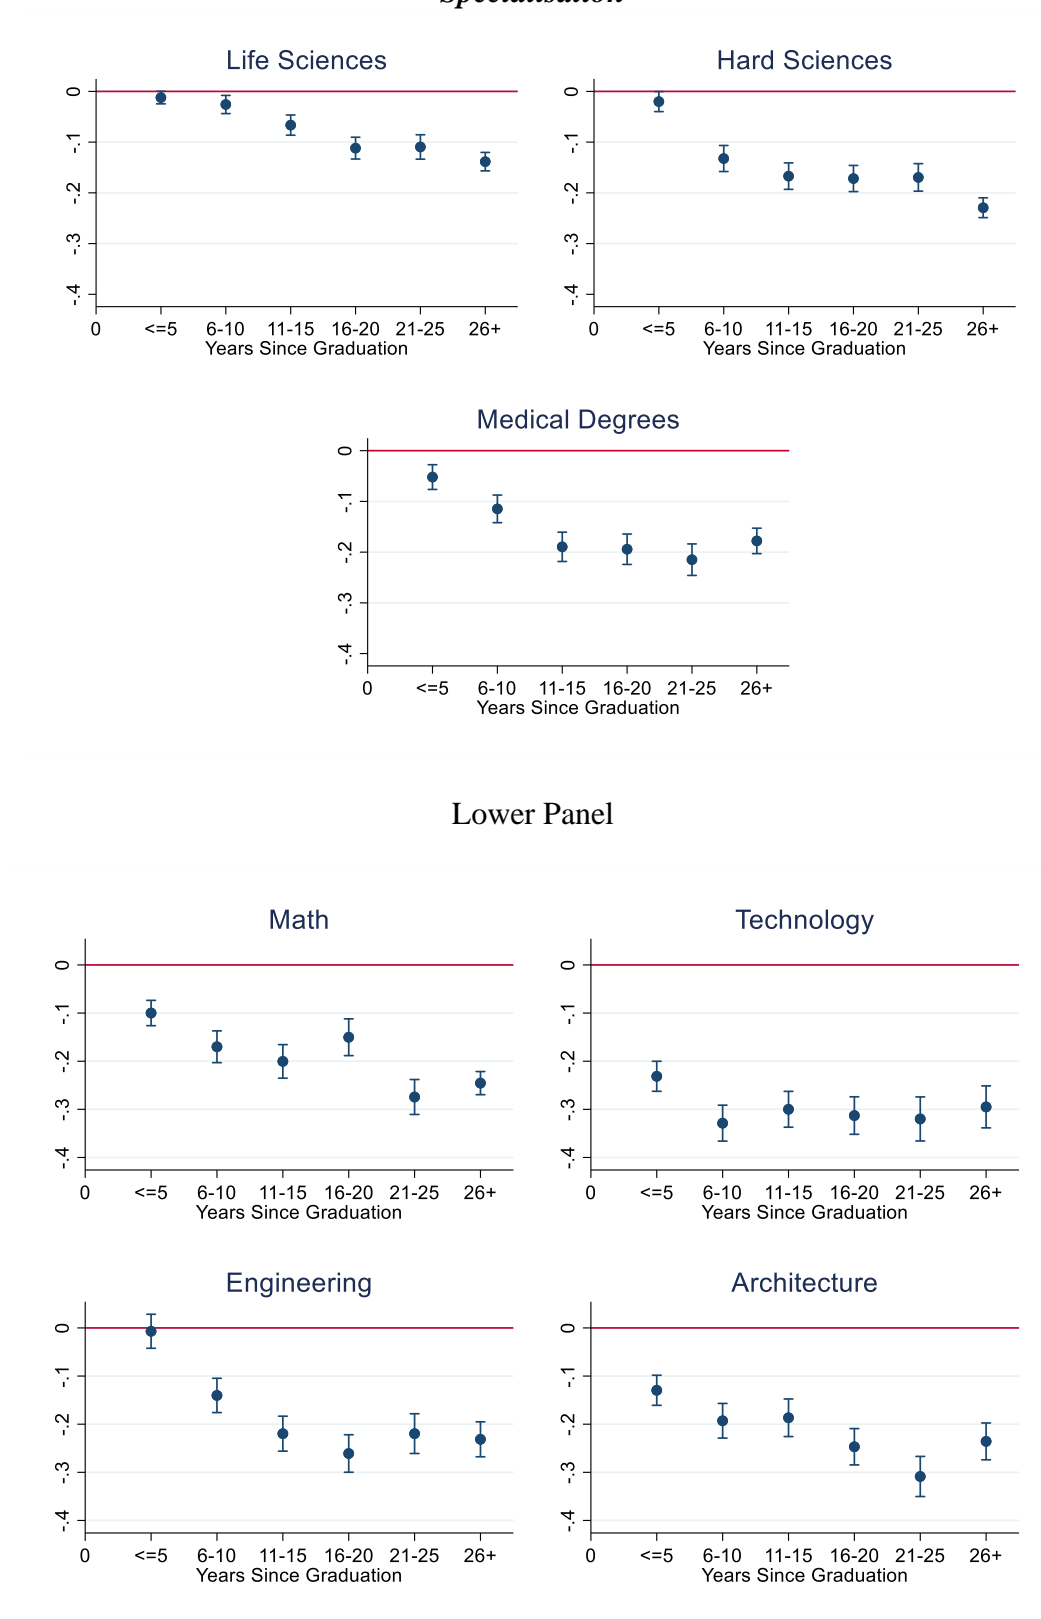 Specialisation
Life Sciences
0
-.1
-.2
-.3
-.4
0 <=5 6-10 11-15 16-20 21-25 26+
Years Since Graduation
Hard Sciences
0
-.1
-.2
-.3
-.4
0 <=5 6-10 11-15 16-20 21-25 26+
Years Since Graduation
Medical Degrees
0
-.1
-.2
-.3
-.4
0 <=5 6-10 11-15 16-20 21-25 26+
Years Since Graduation
Lower Panel
Math
0
-.1
-.2
-.3
-.4
0 <=5 6-10 11-15 16-20 21-25 26+
Years Since Graduation
Technology
0
-.1
-.2
-.3
-.4
0 <=5 6-10 11-15 16-20 21-25 26+
Years Since Graduation
Engineering
0
-.1
-.2
-.3
-.4
0 <=5 6-10 11-15 16-20 21-25 26+
Years Since Graduation
Architecture
0
-.1
-.2
-.3
-.4
0 <=5 6-10 11-15 16-20 21-25 26+
Years Since Graduation